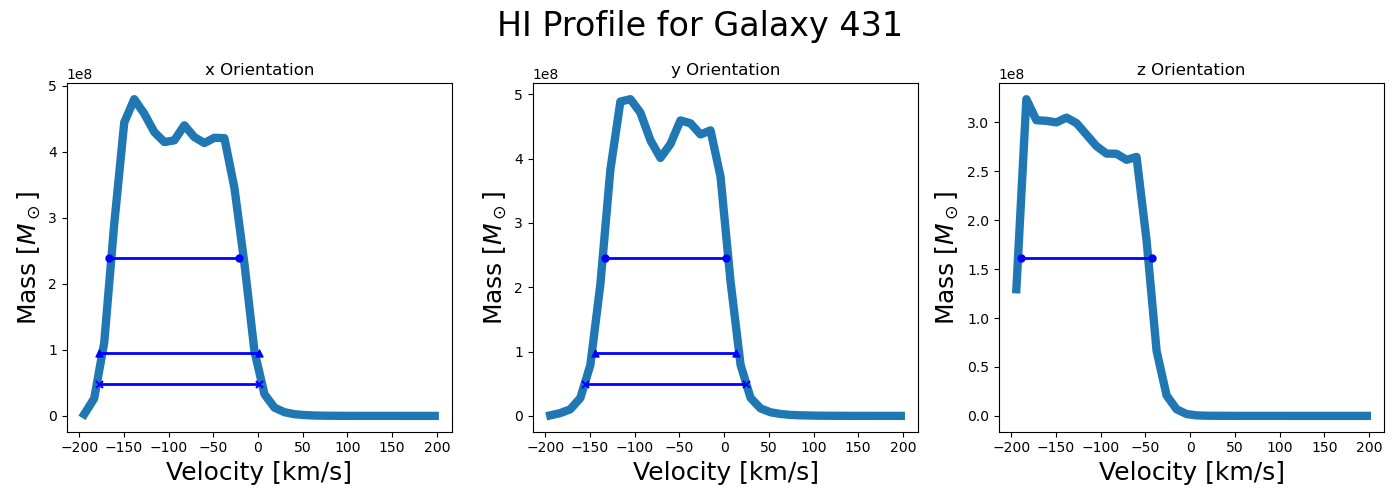 HI Profile for Galaxy 431
x Orientation
1e8
Mass [M_⊙]
5
4
3
2
1
0
−200 −150 −100 −50 0 50 100 150 200
Velocity [km/s]
y Orientation
1e8
Mass [M_⊙]
5
4
3
2
1
0
−200 −150 −100 −50 0 50 100 150 200
Velocity [km/s]
z Orientation
1e8
Mass [M_⊙]
3.0
2.5
2.0
1.5
1.0
0.5
0.0
−200 −150 −100 −50 0 50 100 150 200
Velocity [km/s]